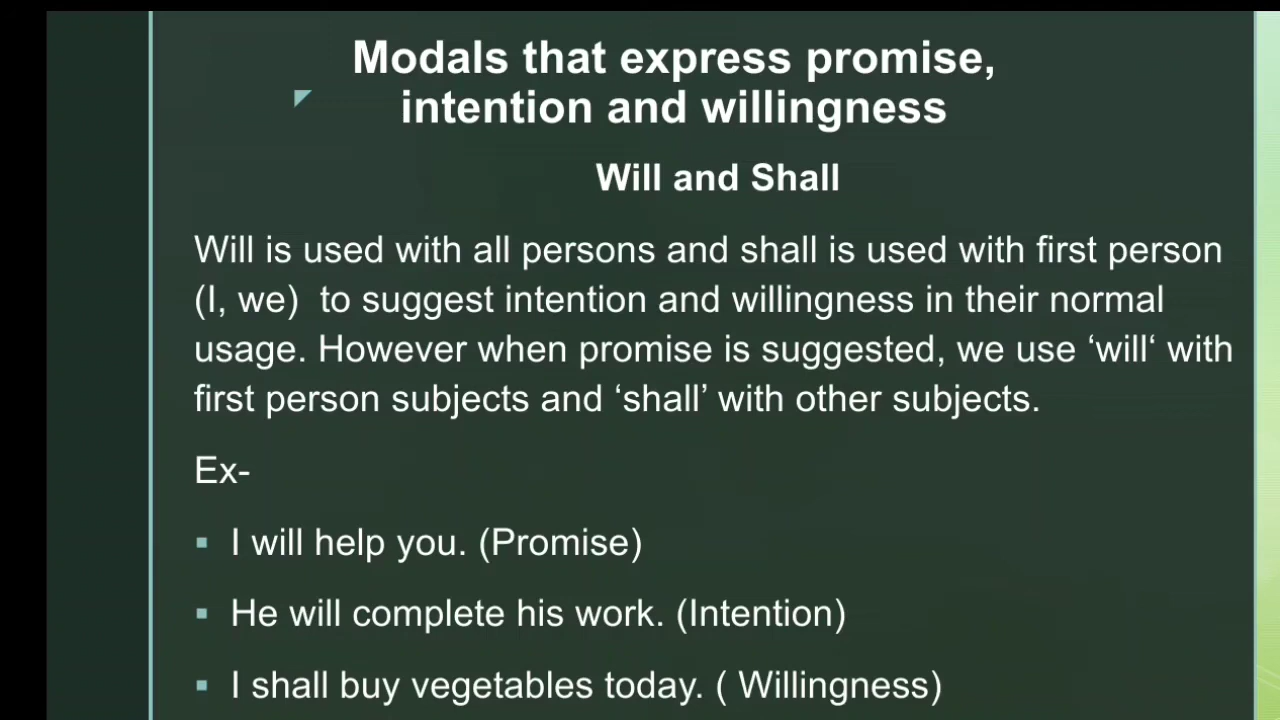 Modals that express promise,
intention and willingness
Will and Shall
Will is used with all persons and shall is used with first person
(I, we)  to suggest intention and willingness in their normal
usage. However when promise is suggested, we use ‘will‘ with
first person subjects and ‘shall’ with other subjects.
Ex-
▪ I will help you. (Promise)
▪ He will complete his work. (Intention)
▪ I shall buy vegetables today. ( Willingness)